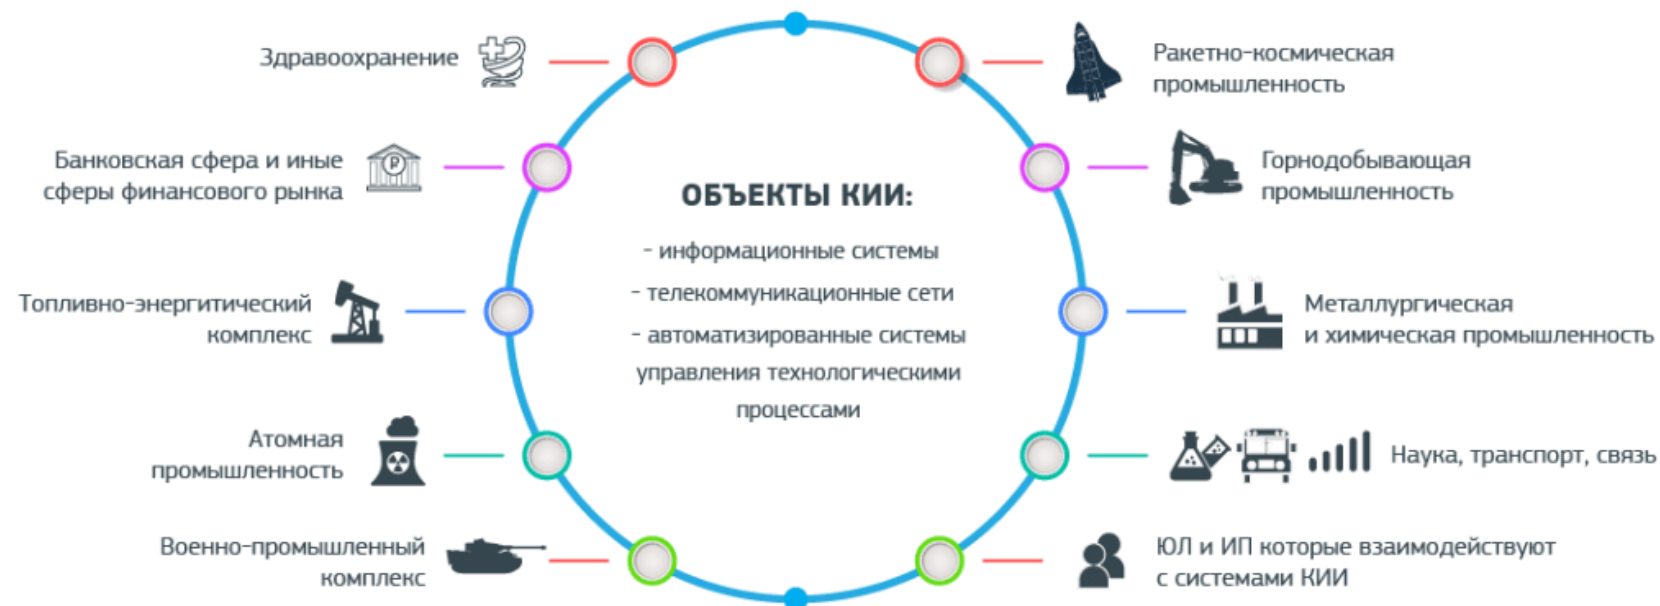 Здравоохранение
Банковская сфера и иные
сферы финансового рынка
Топливно-энергитический
комплекс
Атомная
промышленность
Военно-промышленный
комплекс
ОБЪЕКТЫ КИИ:
- информационные системы
- телекоммуникационные сети
- автоматизированные системы
управления технологическими
процессами
Ракетно-космическая
промышленность
Горнодобывающая
промышленность
Металлургическая
и химическая промышленность
Наука, транспорт, связь
ЮЛ и ИП которые взаимодействуют
с системами КИИ